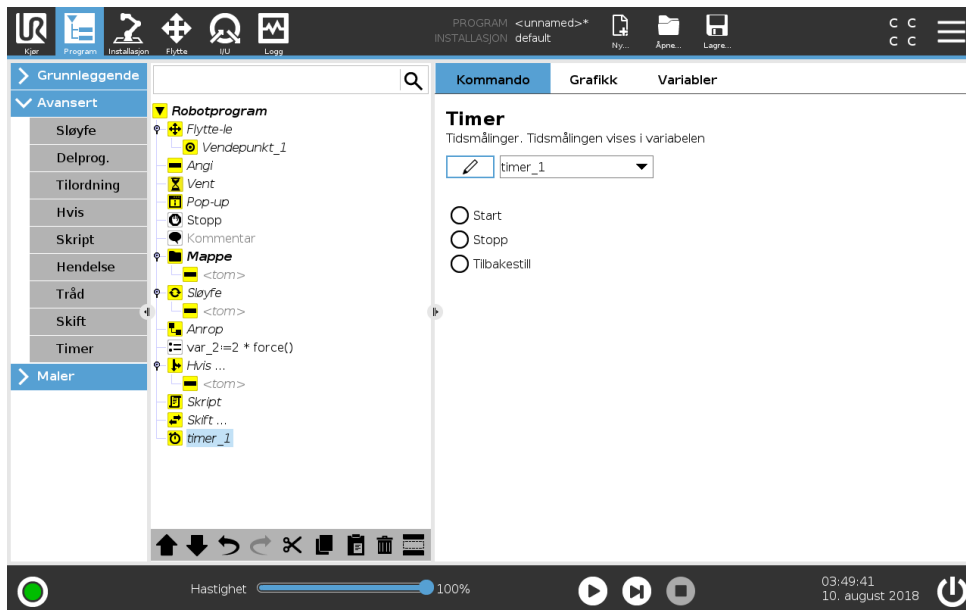 UR
PROGRAM <unnamed>*
INSTALLASJON default
C C
C C
Kjør Program Installasjon Flytte I/U Logg
Ny... Åpne... Lagre...
Grunnleggende
Avansert
Sløyfe
Delprog.
Tilordning
Hvis
Skript
Hendelse
Tråd
Skift
Timer
Maler
Robotprogram
Flytte-le
Vendepunkt_1
Angi
Vent
Pop-up
Stopp
Kommentar
Mappe
<tom>
Sløyfe
<tom>
Anrop
var_2:=2 * force()
Hvis ...
<tom>
Skript
Skift ...
timer_1
Kommando Grafikk Variabler
Timer
Tidsmålinger. Tidsmålingen vises i variabelen
timer_1
Start
Stopp
Tilbakestill
Hastighet 100%
03:49:41
10. august 2018